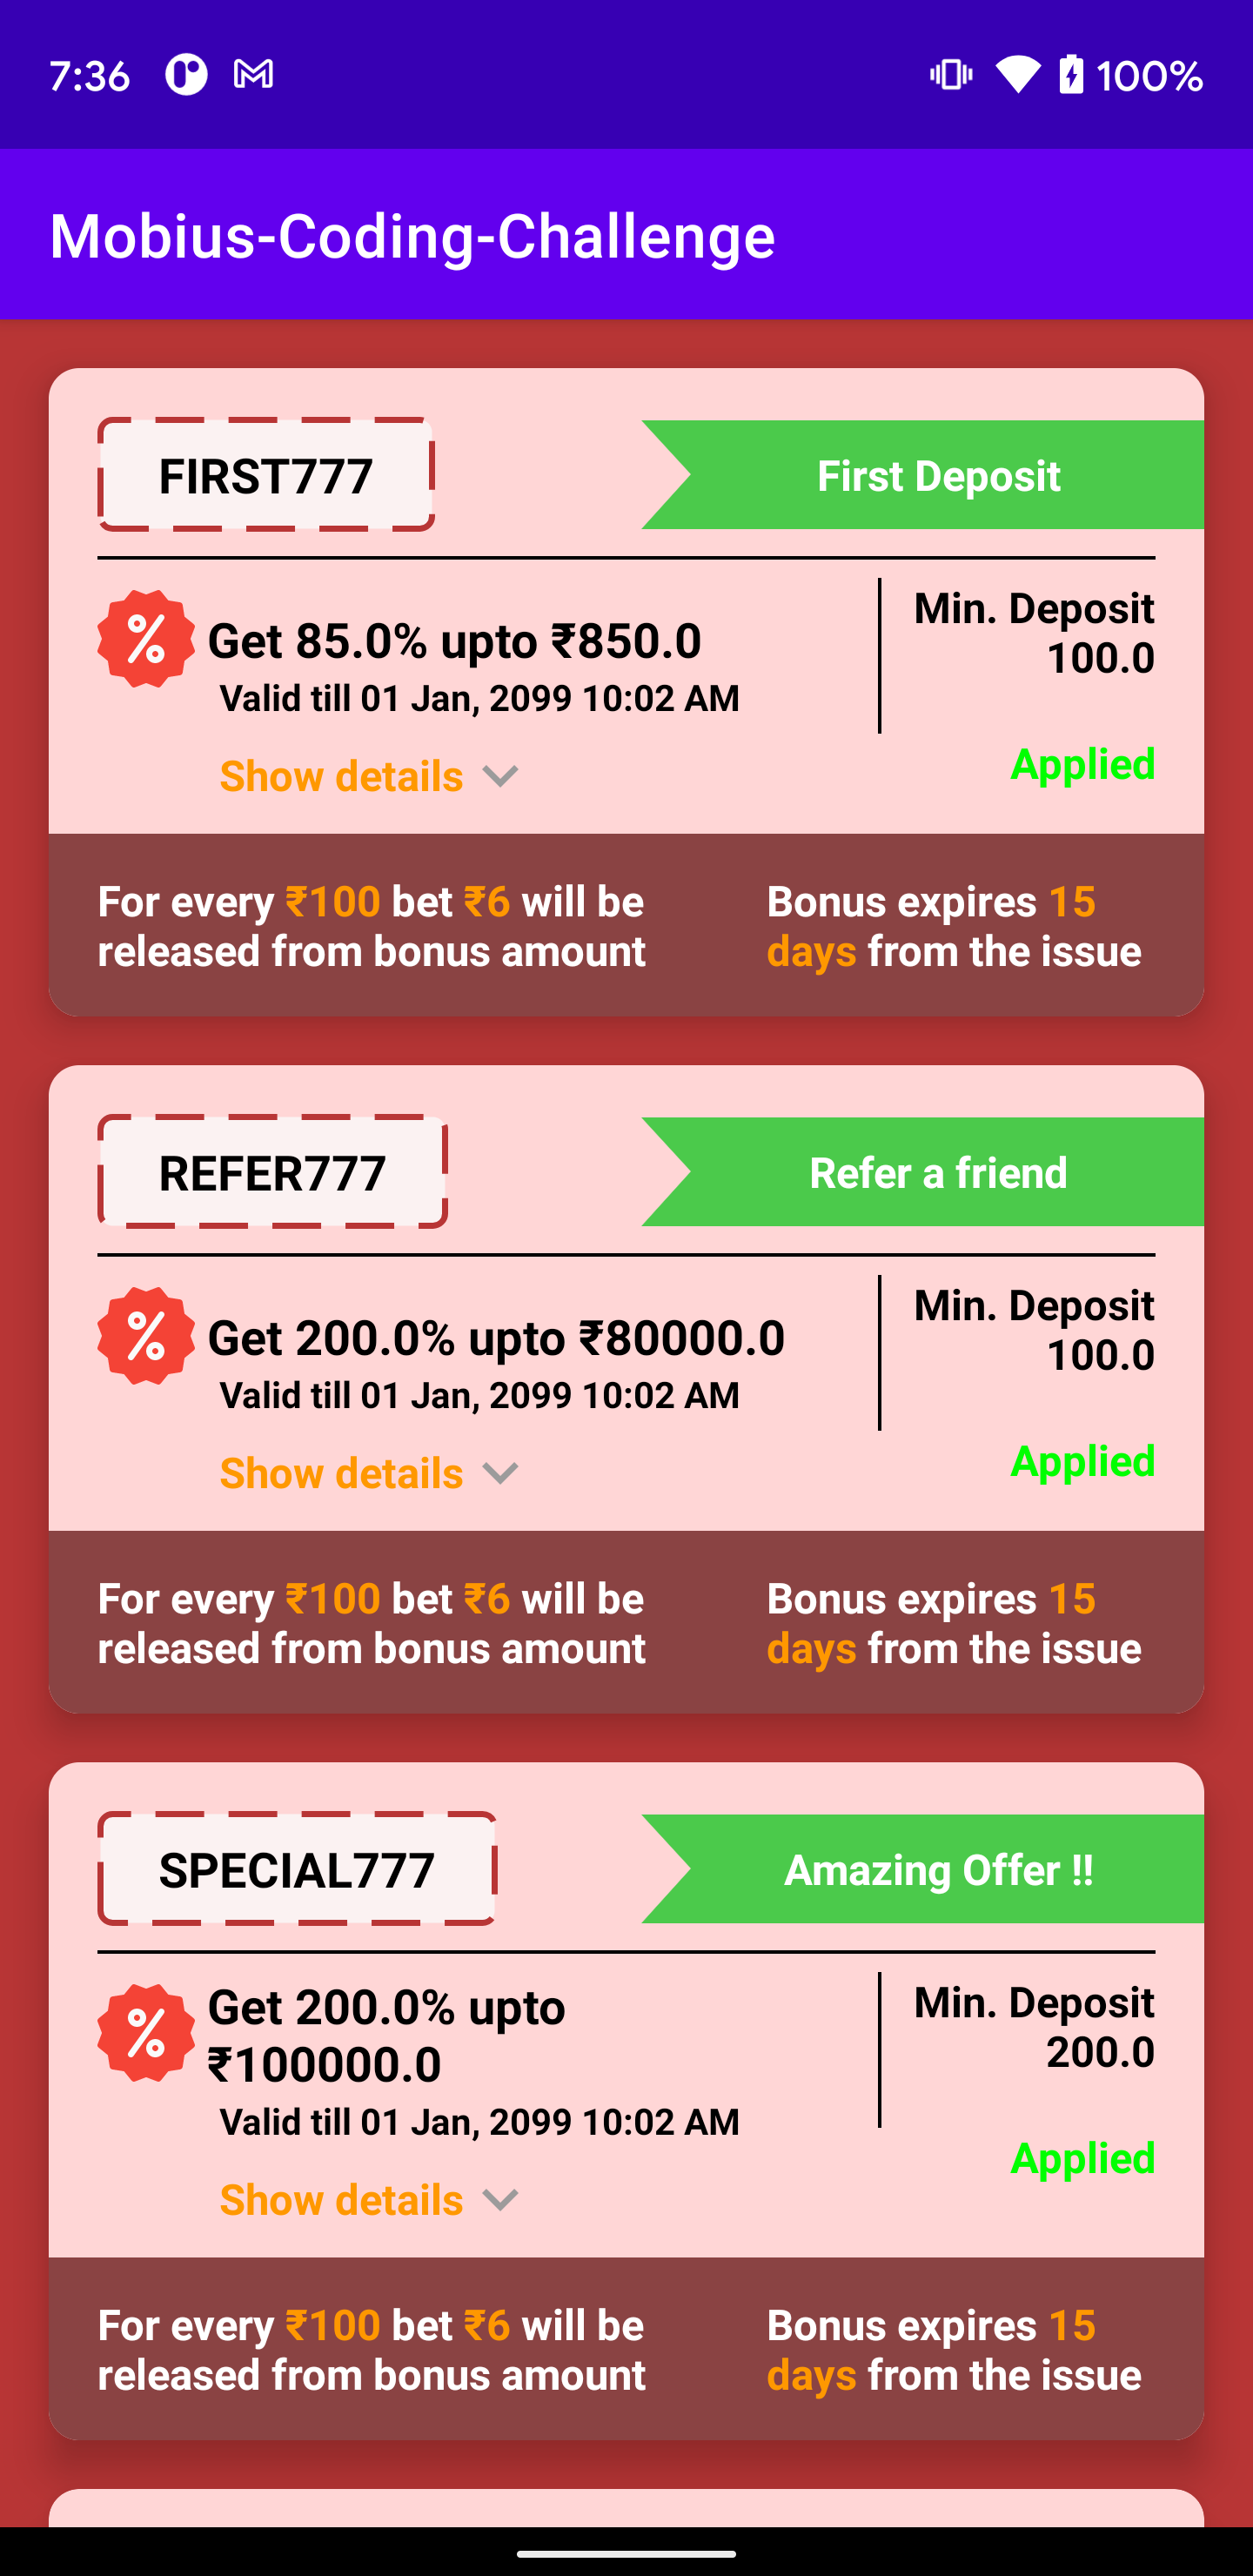 7:36
100%
Mobius-Coding-Challenge
FIRST777
First Deposit
Get 85.0% upto ₹850.0
Valid till 01 Jan, 2099 10:02 AM
Show details
Min. Deposit
100.0
Applied
For every ₹100 bet ₹6 will be
released from bonus amount
Bonus expires 15
days from the issue
REFER777
Refer a friend
Get 200.0% upto ₹80000.0
Valid till 01 Jan, 2099 10:02 AM
Show details
Min. Deposit
100.0
Applied
For every ₹100 bet ₹6 will be
released from bonus amount
Bonus expires 15
days from the issue
SPECIAL777
Amazing Offer !!
Get 200.0% upto
₹100000.0
Valid till 01 Jan, 2099 10:02 AM
Show details
Min. Deposit
200.0
Applied
For every ₹100 bet ₹6 will be
released from bonus amount
Bonus expires 15
days from the issue